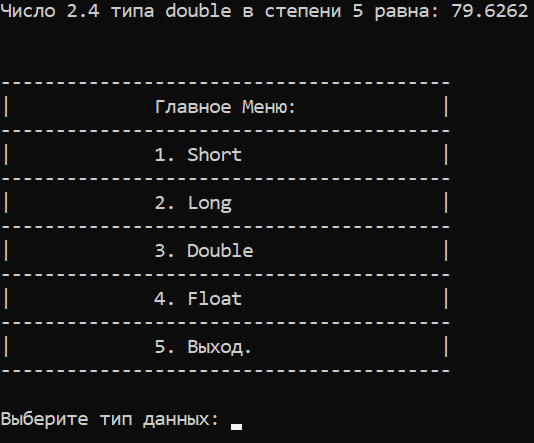 Число 2.4 типа double в степени 5 равна: 79.6262
-----------------------------------------
|             Главное Меню:             |
-----------------------------------------
|             1. Short                  |
-----------------------------------------
|             2. Long                   |
-----------------------------------------
|             3. Double                 |
-----------------------------------------
|             4. Float                  |
-----------------------------------------
|             5. Выход.                 |
-----------------------------------------
Выберите тип данных: